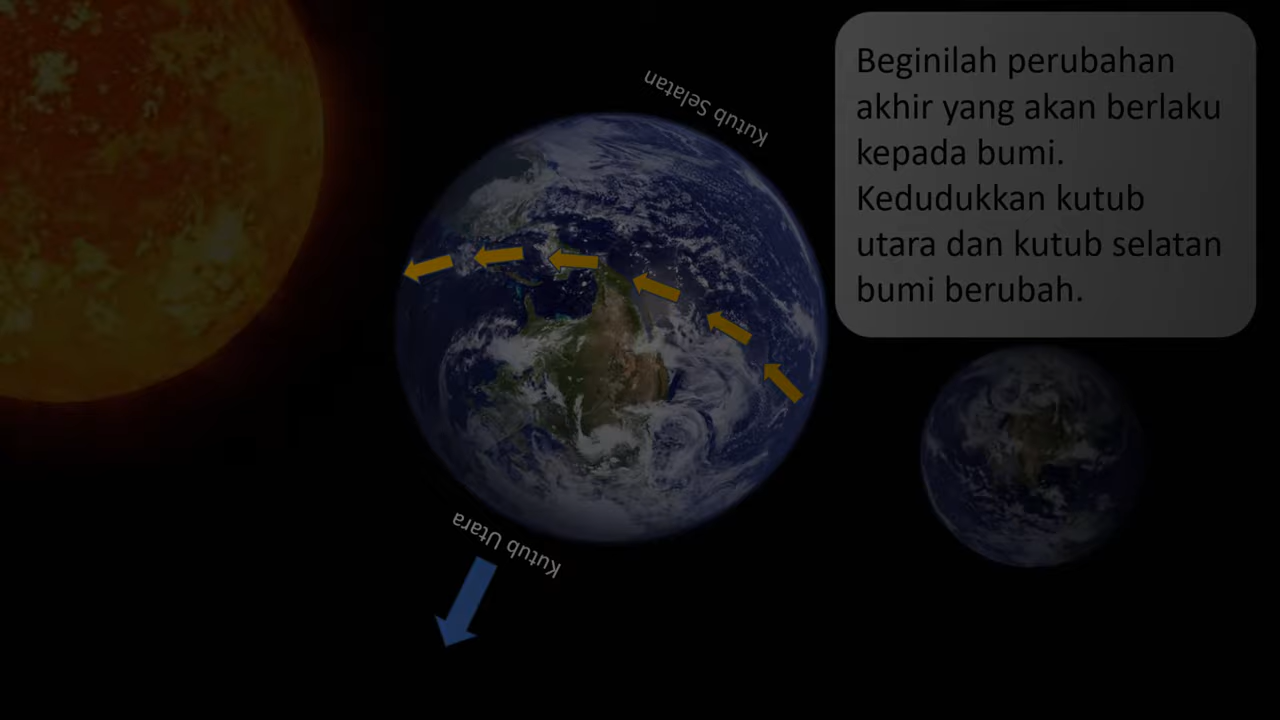 Kutub Selatan
Beginilah perubahan
akhir yang akan berlaku
kepada bumi.
Kedudukkan kutub
utara dan kutub selatan
bumi berubah.
Kutub Utara